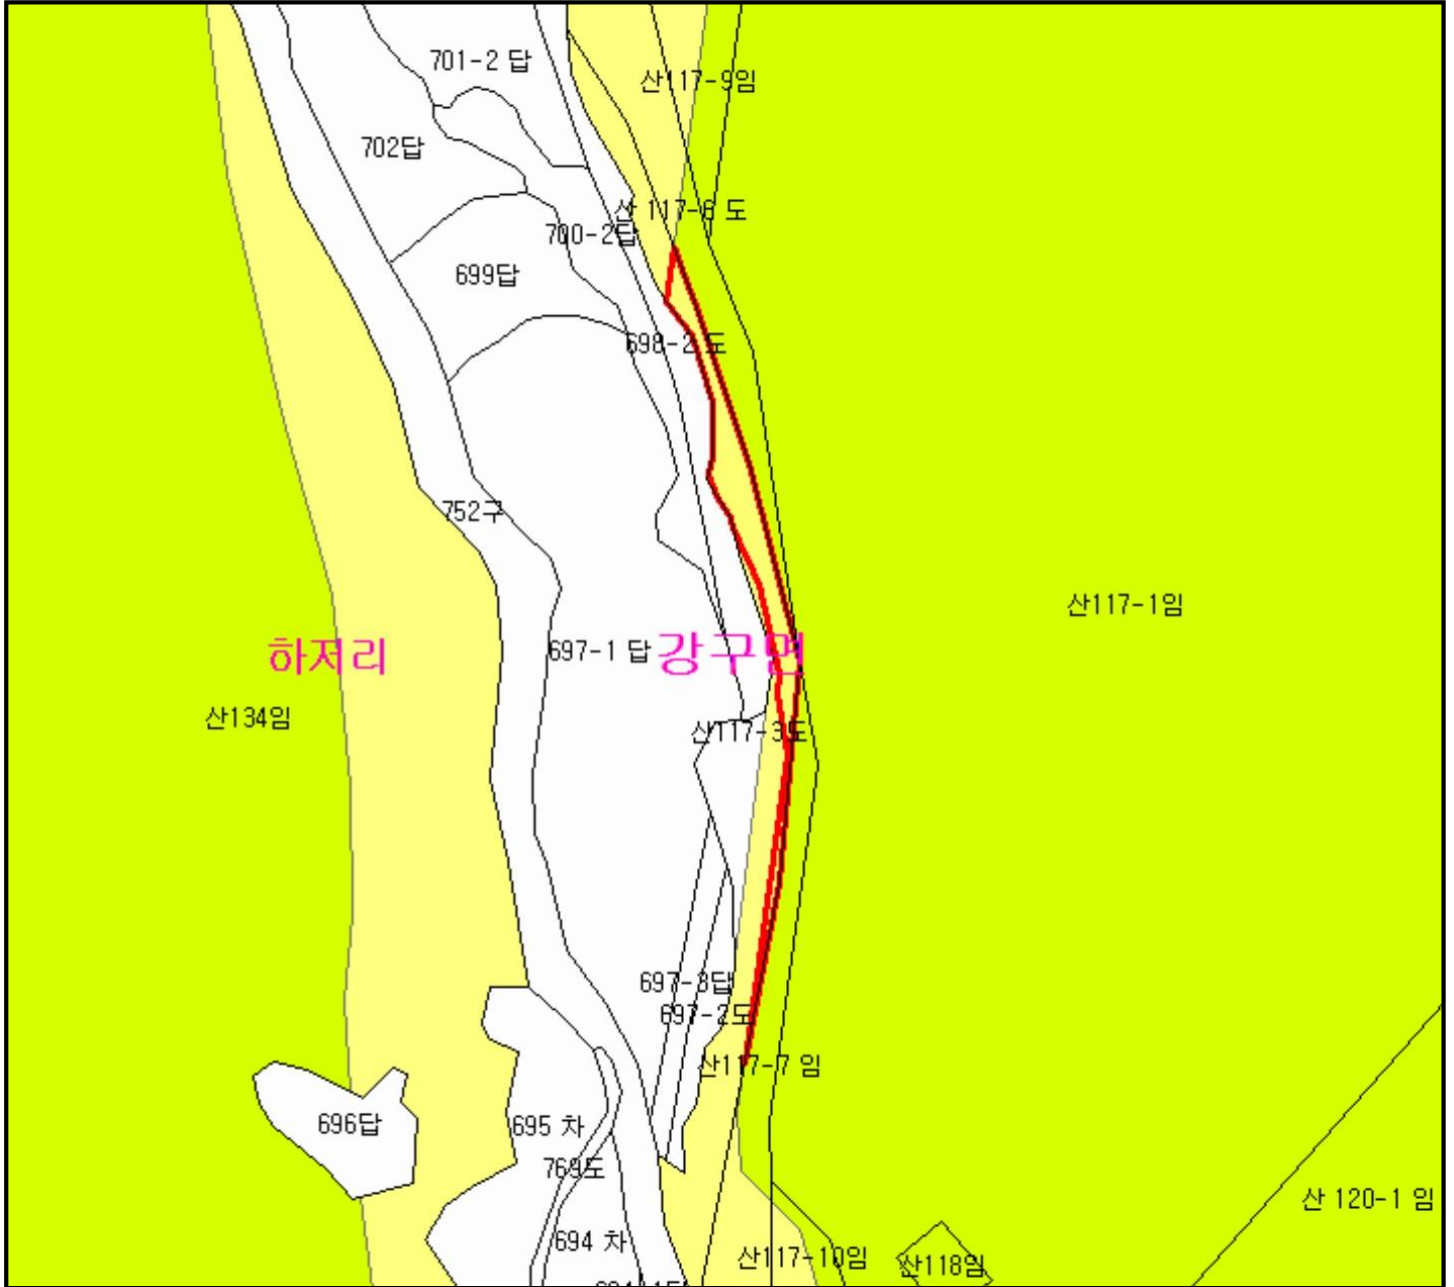 701-2 답
산117-9임
702답
산 117-6 도
700-2답
699답
698-2 도
752구
산117-1임
하저리
697-1 답
강구면
산134임
산117-3도
697-3답
697-2도
산117-7 임
696답
695 차
769도
산 120-1 임
694 차
산117-10임
산118임